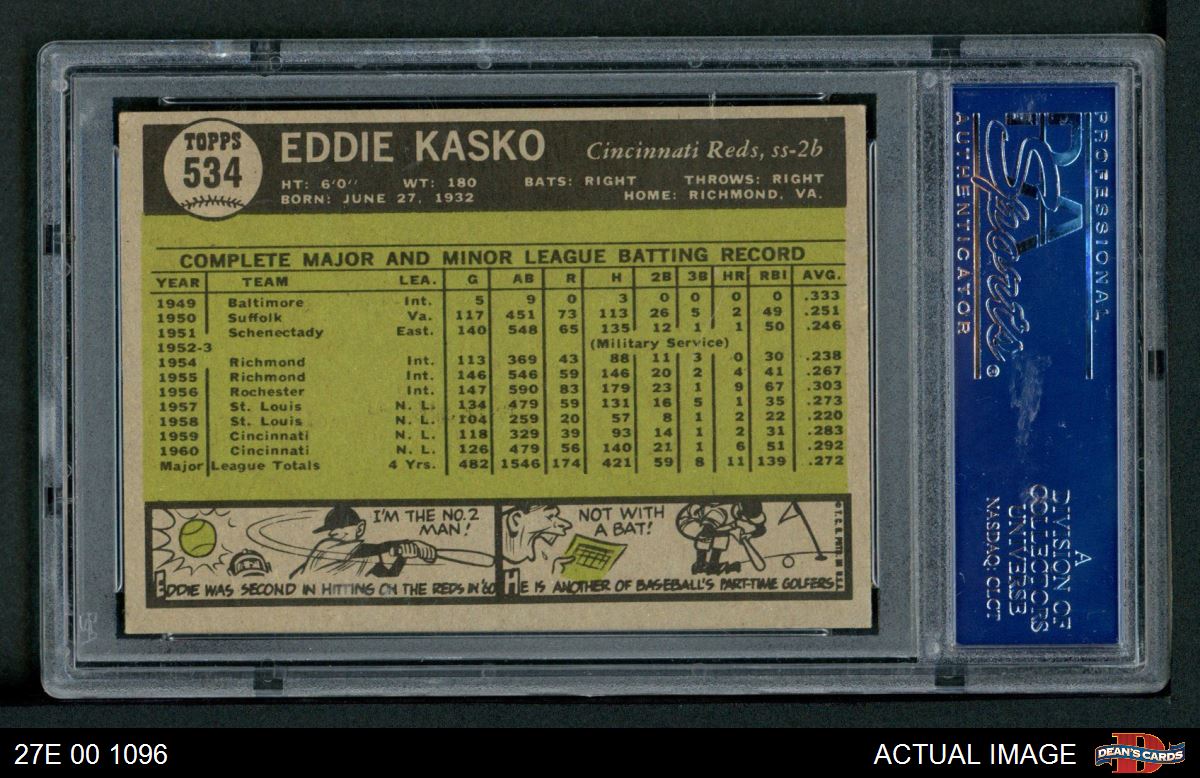 TOPPS
534
EDDIE KASKO
Cincinnati Reds, ss-2b
HT: 6'0'' WT: 180 BATS: RIGHT THROWS: RIGHT
BORN: JUNE 27, 1932 HOME: RICHMOND, VA.
COMPLETE MAJOR AND MINOR LEAGUE BATTING RECORD
YEAR TEAM LEA. G AB R H 2B 3B HR RBI AVG.
1949 Baltimore Int. 5 9 0 3 0 0 0 0 .333
1950 Suffolk Va. 117 451 73 113 26 5 2 49 .251
1951 Schenectady East. 140 548 65 135 12 1 1 50 .246
1952-3 (Military Service)
1954 Richmond Int. 113 369 43 88 11 3 0 30 .238
1955 Richmond Int. 146 546 59 146 20 2 4 41 .267
1956 Rochester Int. 147 590 83 179 23 1 9 67 .303
1957 St. Louis N. L. 134 479 59 131 16 5 1 35 .273
1958 St. Louis N. L. 104 259 20 57 8 1 2 22 .220
1959 Cincinnati N. L. 118 329 39 93 14 1 2 31 .283
1960 Cincinnati N. L. 126 479 56 140 21 1 6 51 .292
Major League Totals 4 Yrs. 482 1546 174 421 59 8 11 139 .272
I'M THE NO.2
MAN!
EDDIE WAS SECOND IN HITTING ON THE REDS IN '60
NOT WITH
A BAT!
HE IS ANOTHER OF BASEBALL'S PART-TIME GOLFERS
© T.C.G. PRTD. IN U.S.A.
PROFESSIONAL
PSA
Sports
®
AUTHENTICATOR
A
DIVISION OF
COLLECTORS
UNIVERSE
NASDAQ: CLCT
27E 00 1096
ACTUAL IMAGE
DEAN'S CARDS